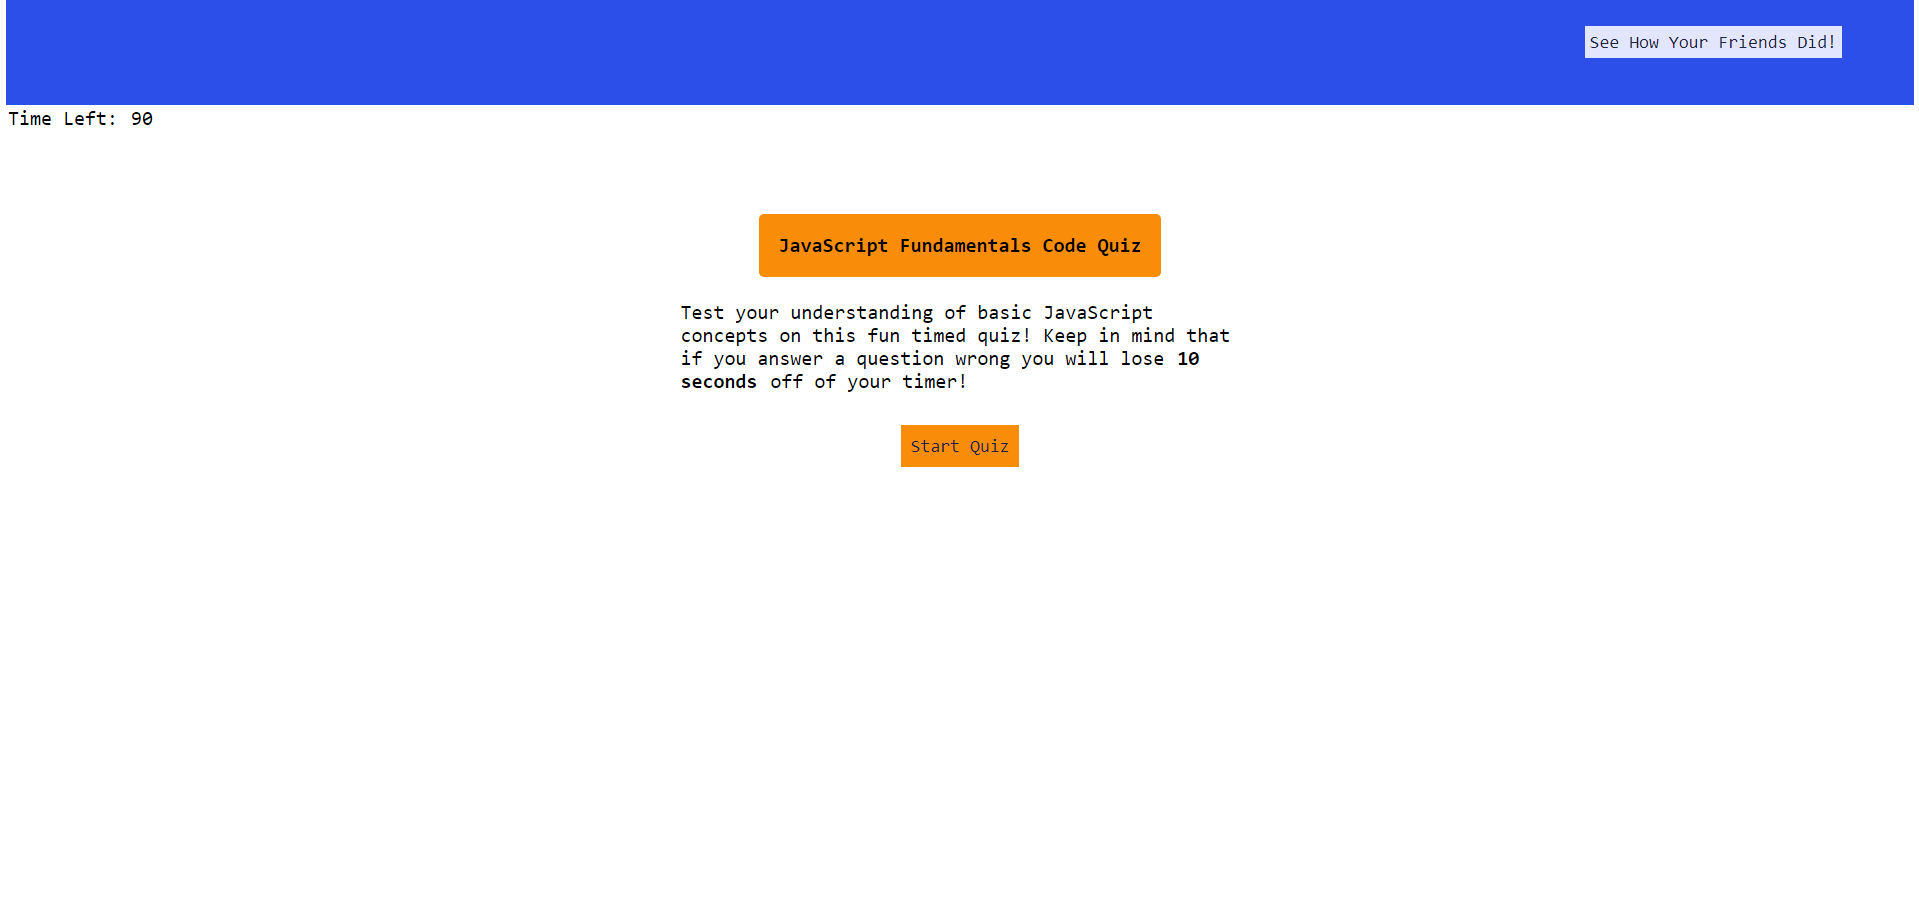 See How Your Friends Did!
Time Left: 90
JavaScript Fundamentals Code Quiz
Test your understanding of basic JavaScript
concepts on this fun timed quiz! Keep in mind that
if you answer a question wrong you will lose 10
seconds off of your timer!
Start Quiz